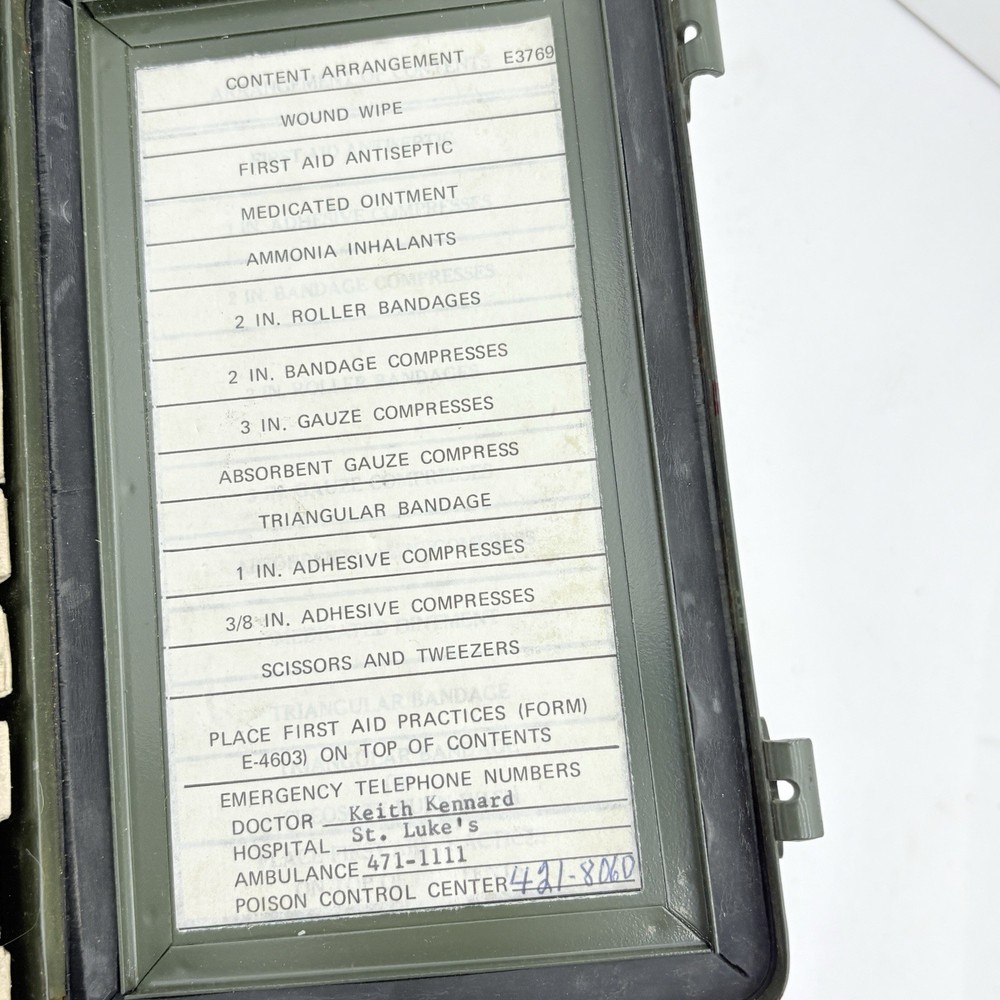 CONTENT ARRANGEMENT E3769
WOUND WIPE
FIRST AID ANTISEPTIC
MEDICATED OINTMENT
AMMONIA INHALANTS
2 IN. ROLLER BANDAGES
2 IN. BANDAGE COMPRESSES
3 IN. GAUZE COMPRESSES
ABSORBENT GAUZE COMPRESS
TRIANGULAR BANDAGE
1 IN. ADHESIVE COMPRESSES
3/8 IN. ADHESIVE COMPRESSES
SCISSORS AND TWEEZERS
PLACE FIRST AID PRACTICES (FORM)
E-4603) ON TOP OF CONTENTS
EMERGENCY TELEPHONE NUMBERS
DOCTOR Keith Kennard
HOSPITAL St. Luke's
AMBULANCE 471-1111
POISON CONTROL CENTER 421-8060